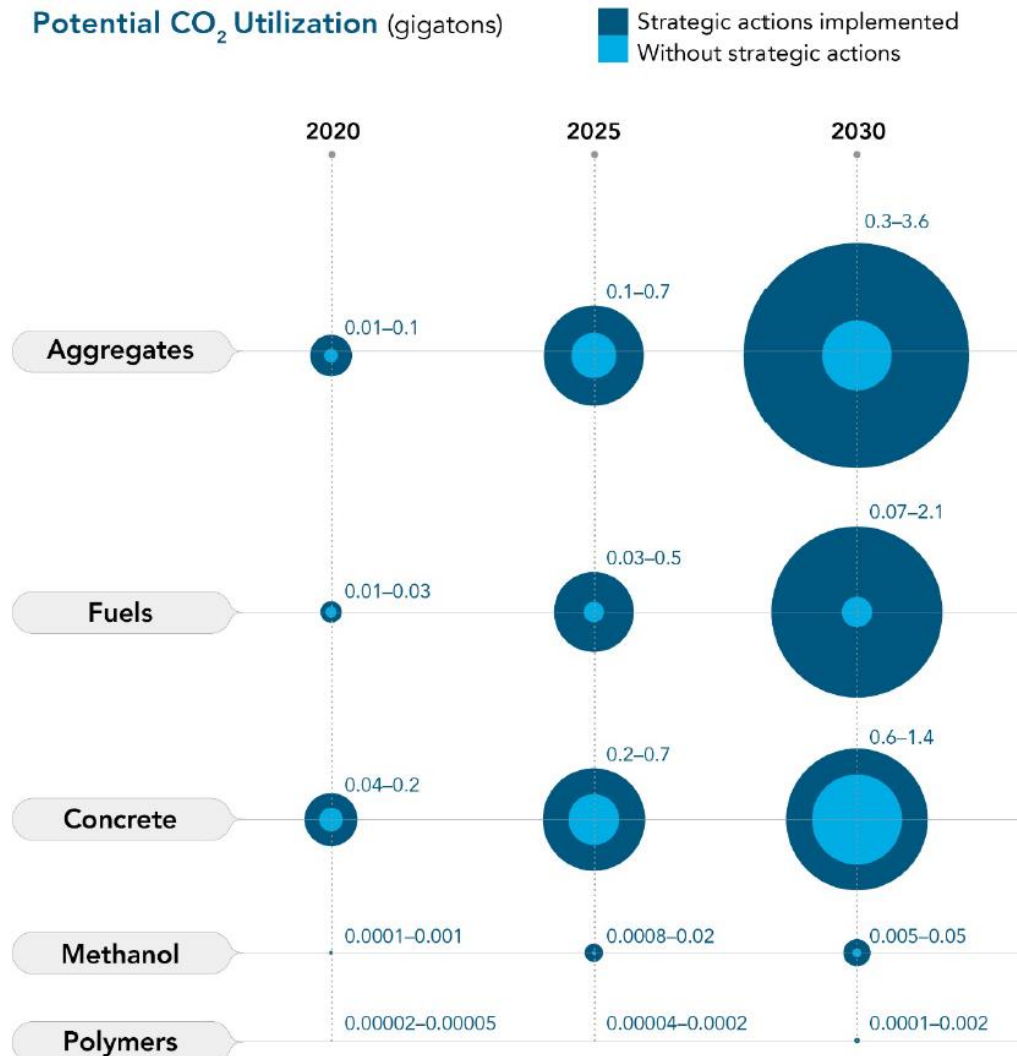 Potential CO₂ Utilization (gigatons)
Strategic actions implemented
Without strategic actions
2020 2025 2030
0.3–3.6
0.1–0.7
0.01–0.1
Aggregates
0.07–2.1
0.03–0.5
0.01–0.03
Fuels
0.6–1.4
0.2–0.7
0.04–0.2
Concrete
0.0001–0.001 0.0008–0.02 0.005–0.05
Methanol
0.00002–0.00005 0.00004–0.0002 0.0001–0.002
Polymers